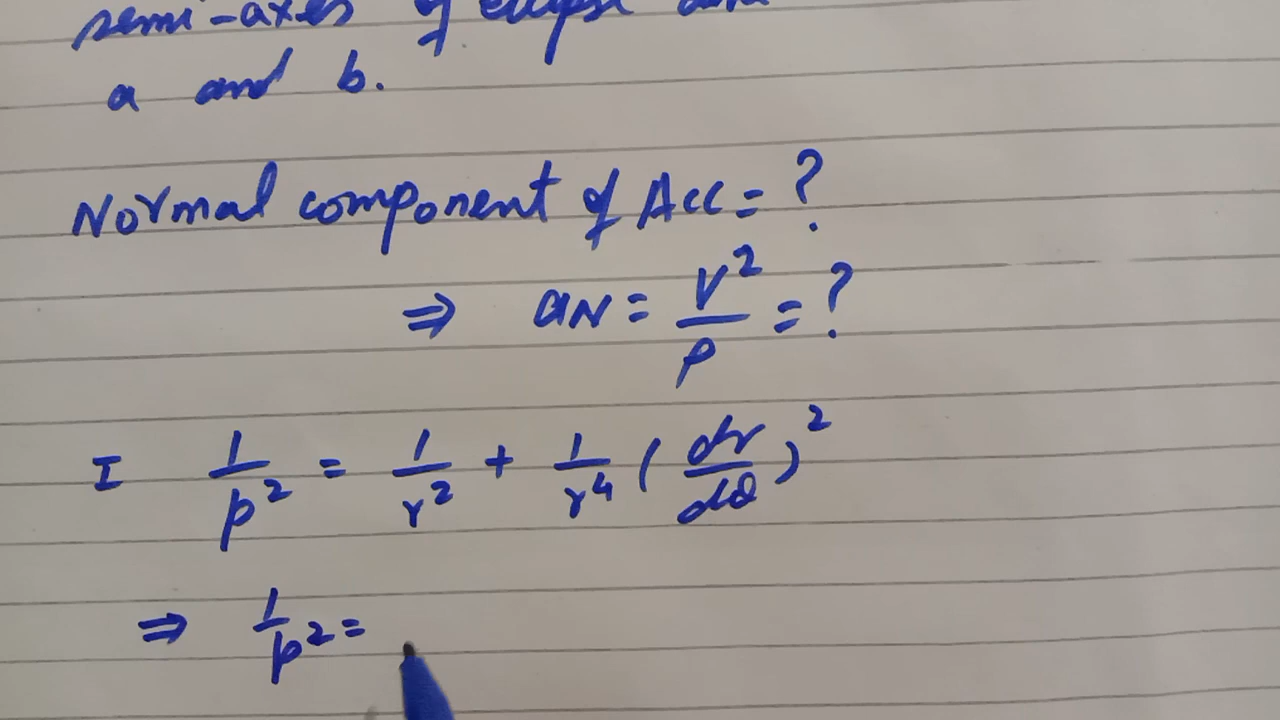 semi-axes of ellipse and
a and b.
Normal component of Acc = ?
⇒ aN = V²/ρ = ?
I 1/p² = 1/r² + 1/r⁴ (dr/dθ)²
⇒ 1/p² =